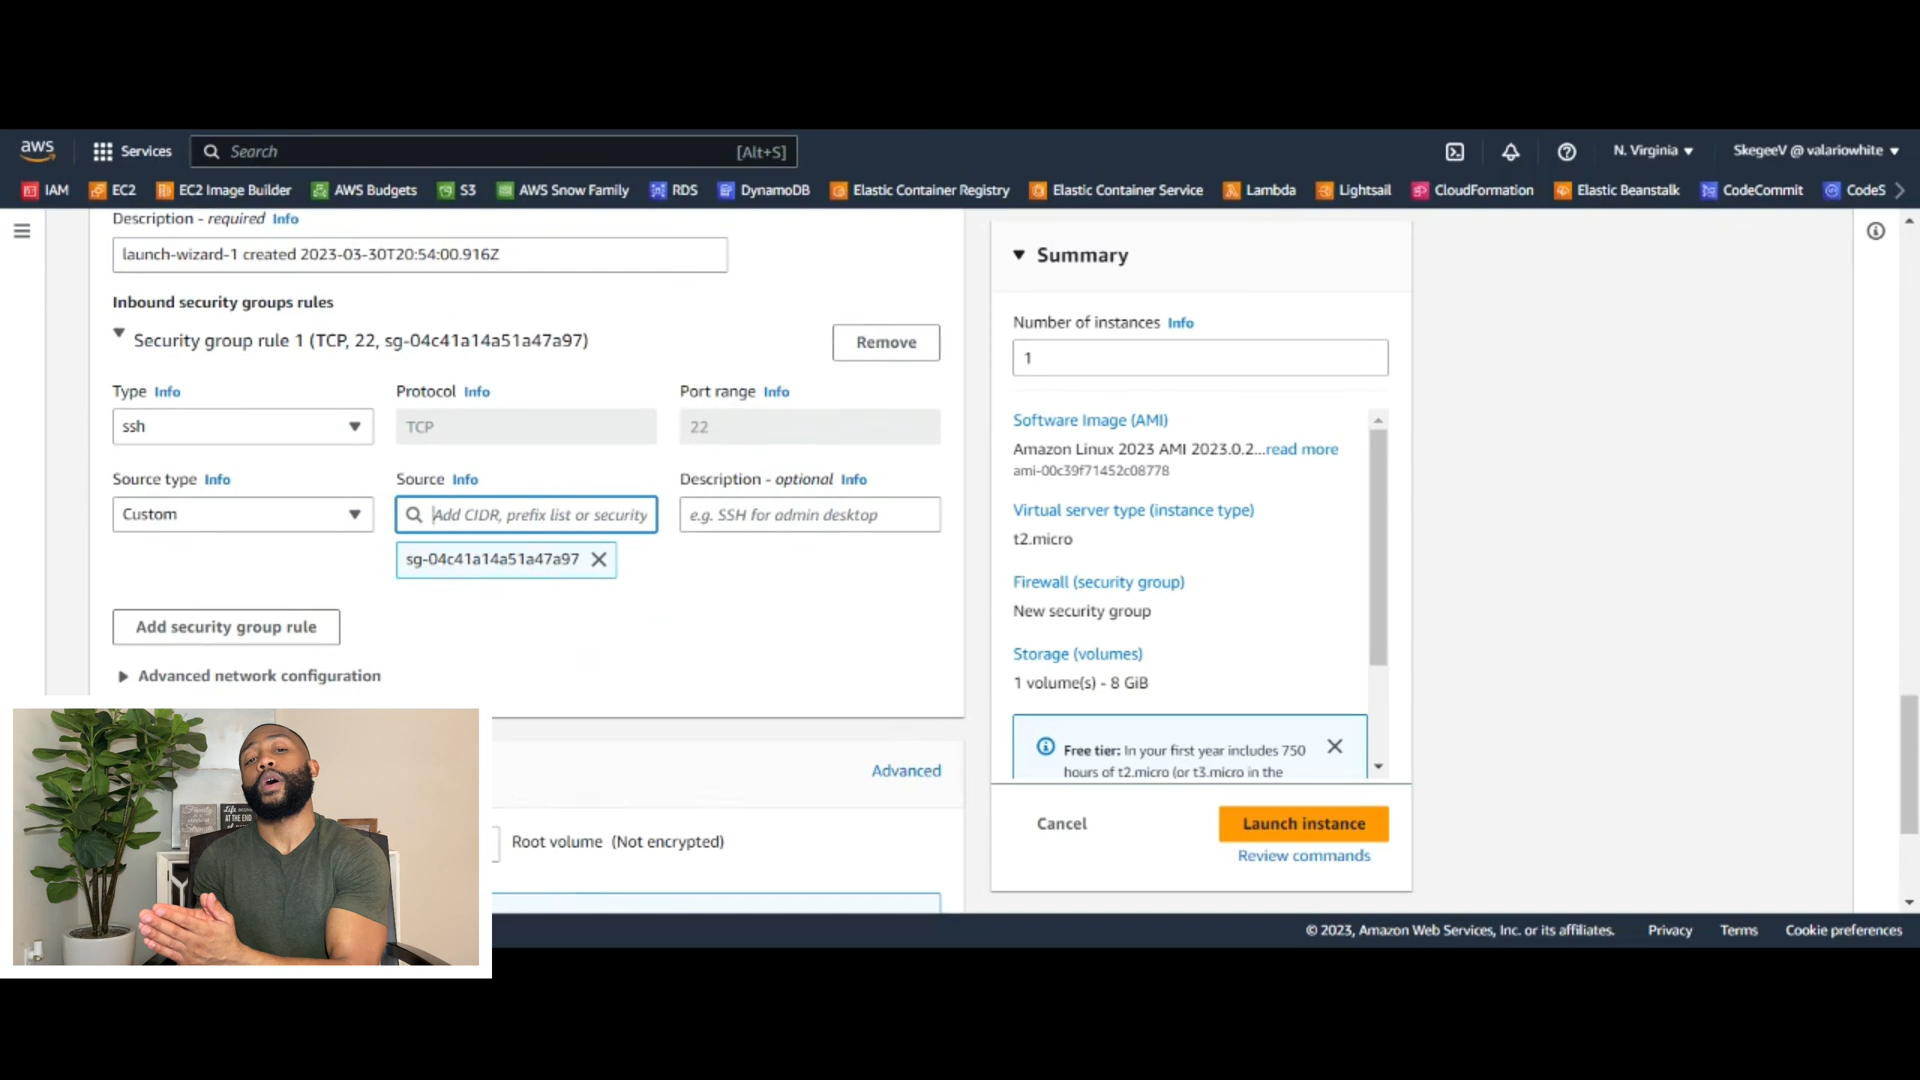 aws
Services
Search
[Alt+S]
N. Virginia
SkegeeV @ valariowhite
IAM
EC2
EC2 Image Builder
AWS Budgets
S3
AWS Snow Family
RDS
DynamoDB
Elastic Container Registry
Elastic Container Service
Lambda
Lightsail
CloudFormation
Elastic Beanstalk
CodeCommit
CodeS
Description - required Info
launch-wizard-1 created 2023-03-30T20:54:00.916Z
Inbound security groups rules
Security group rule 1 (TCP, 22, sg-04c41a14a51a47a97)
Remove
Type Info
Protocol Info
Port range Info
ssh
TCP
22
Source type Info
Source Info
Description - optional Info
Custom
Add CIDR, prefix list or security
e.g. SSH for admin desktop
sg-04c41a14a51a47a97
Add security group rule
Advanced network configuration
Advanced
Root volume (Not encrypted)
Summary
Number of instances Info
1
Software Image (AMI)
Amazon Linux 2023 AMI 2023.0.2...read more
ami-00c39f71452c08778
Virtual server type (instance type)
t2.micro
Firewall (security group)
New security group
Storage (volumes)
1 volume(s) - 8 GiB
Free tier: In your first year includes 750
hours of t2.micro (or t3.micro in the
Cancel
Launch instance
Review commands
Family
Life
AT THE END
© 2023, Amazon Web Services, Inc. or its affiliates.
Privacy
Terms
Cookie preferences